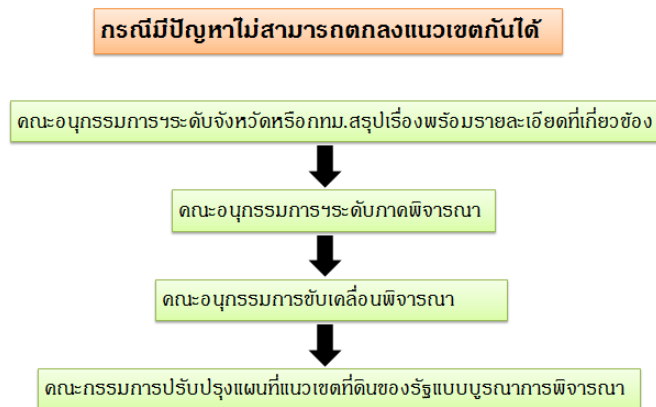 กรณีมีปัญหาไม่สามารถตกลงแนวเขตกันได้
คณะอนุกรรมการฯระดับจังหวัดหรือกทม.สรุปเรื่องพร้อมรายละเอียดที่เกี่ยวข้อง
คณะอนุกรรมการฯระดับภาคพิจารณา
คณะอนุกรรมการขับเคลื่อนพิจารณา
คณะกรรมการปรับปรุงแผนที่แนวเขตที่ดินของรัฐแบบบูรณาการพิจารณา